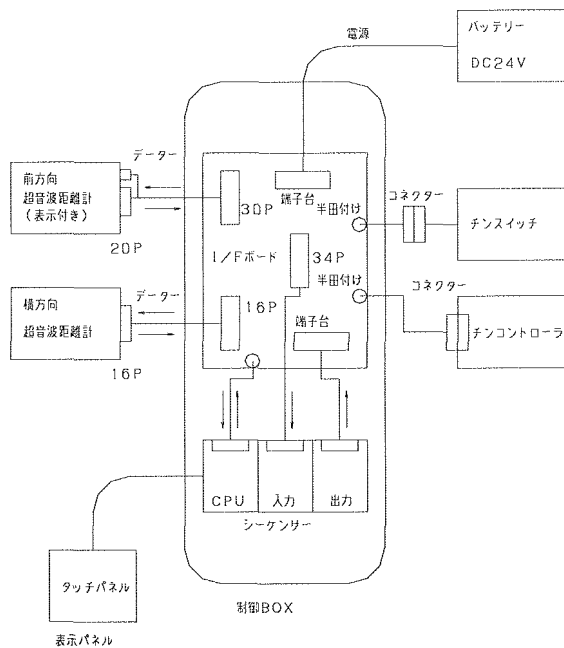 電源
バッテリー
DC24V
前方向
超音波距離計
(表示付き)
20P
データー
30P
端子台
半田付け
コネクター
チンスイッチ
I/Fボード
34P
半田付け
コネクター
チンコントローラ
横方向
超音波距離計
16P
データー
16P
端子台
CPU
入力
出力
シーケンサー
タッチパネル
表示パネル
制御BOX